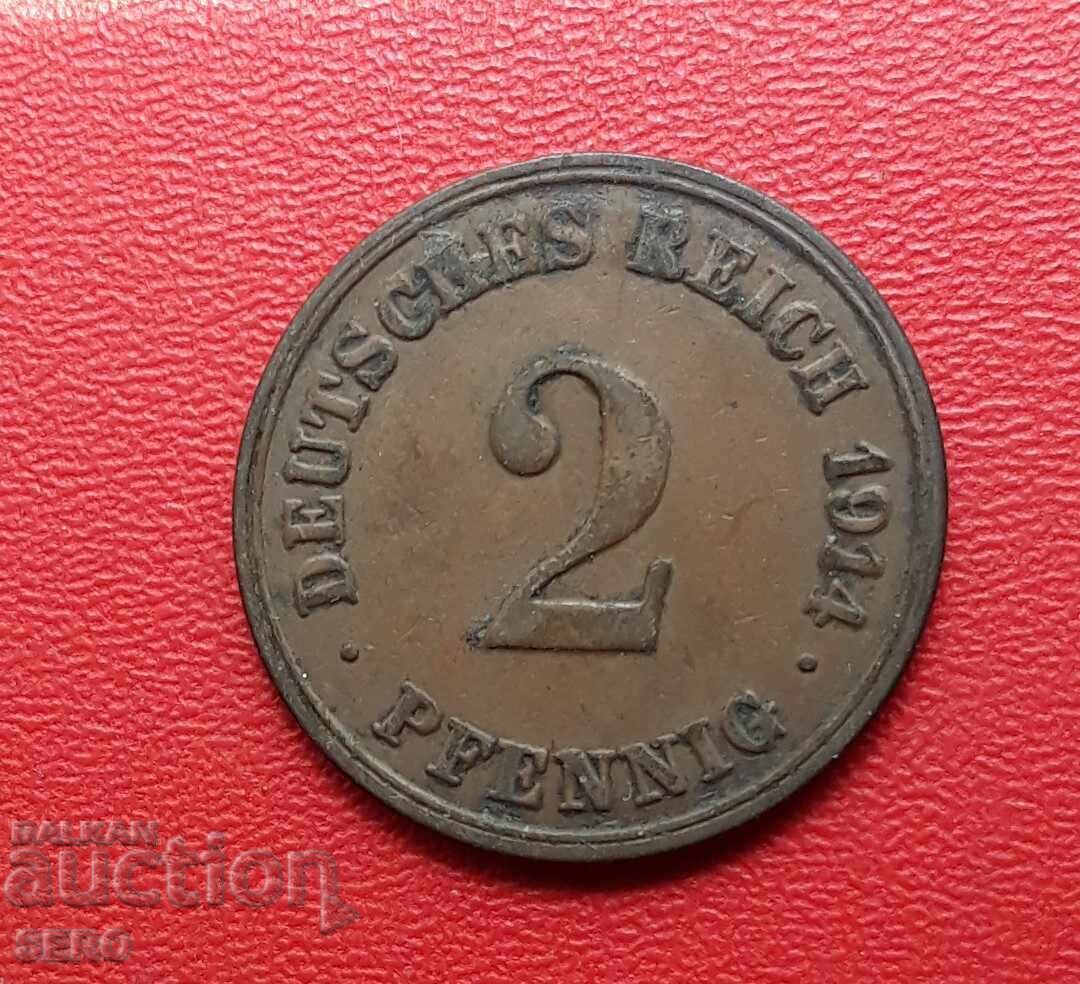 DEUTSCHES REICH 1914
2
PFENNIG
BALKAN
auction
SERO